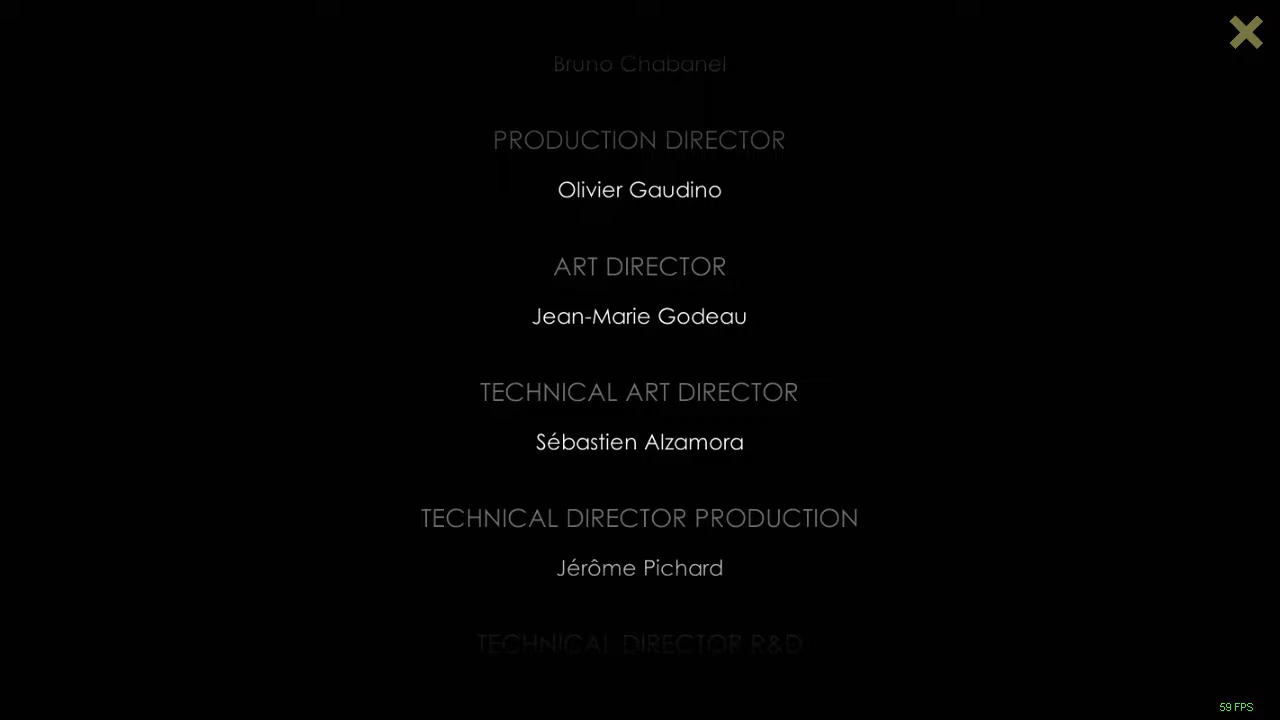 Bruno Chabanel
PRODUCTION DIRECTOR
Olivier Gaudino
ART DIRECTOR
Jean-Marie Godeau
TECHNICAL ART DIRECTOR
Sébastien Alzamora
TECHNICAL DIRECTOR PRODUCTION
Jérôme Pichard
TECHNICAL DIRECTOR R&D
59 FPS